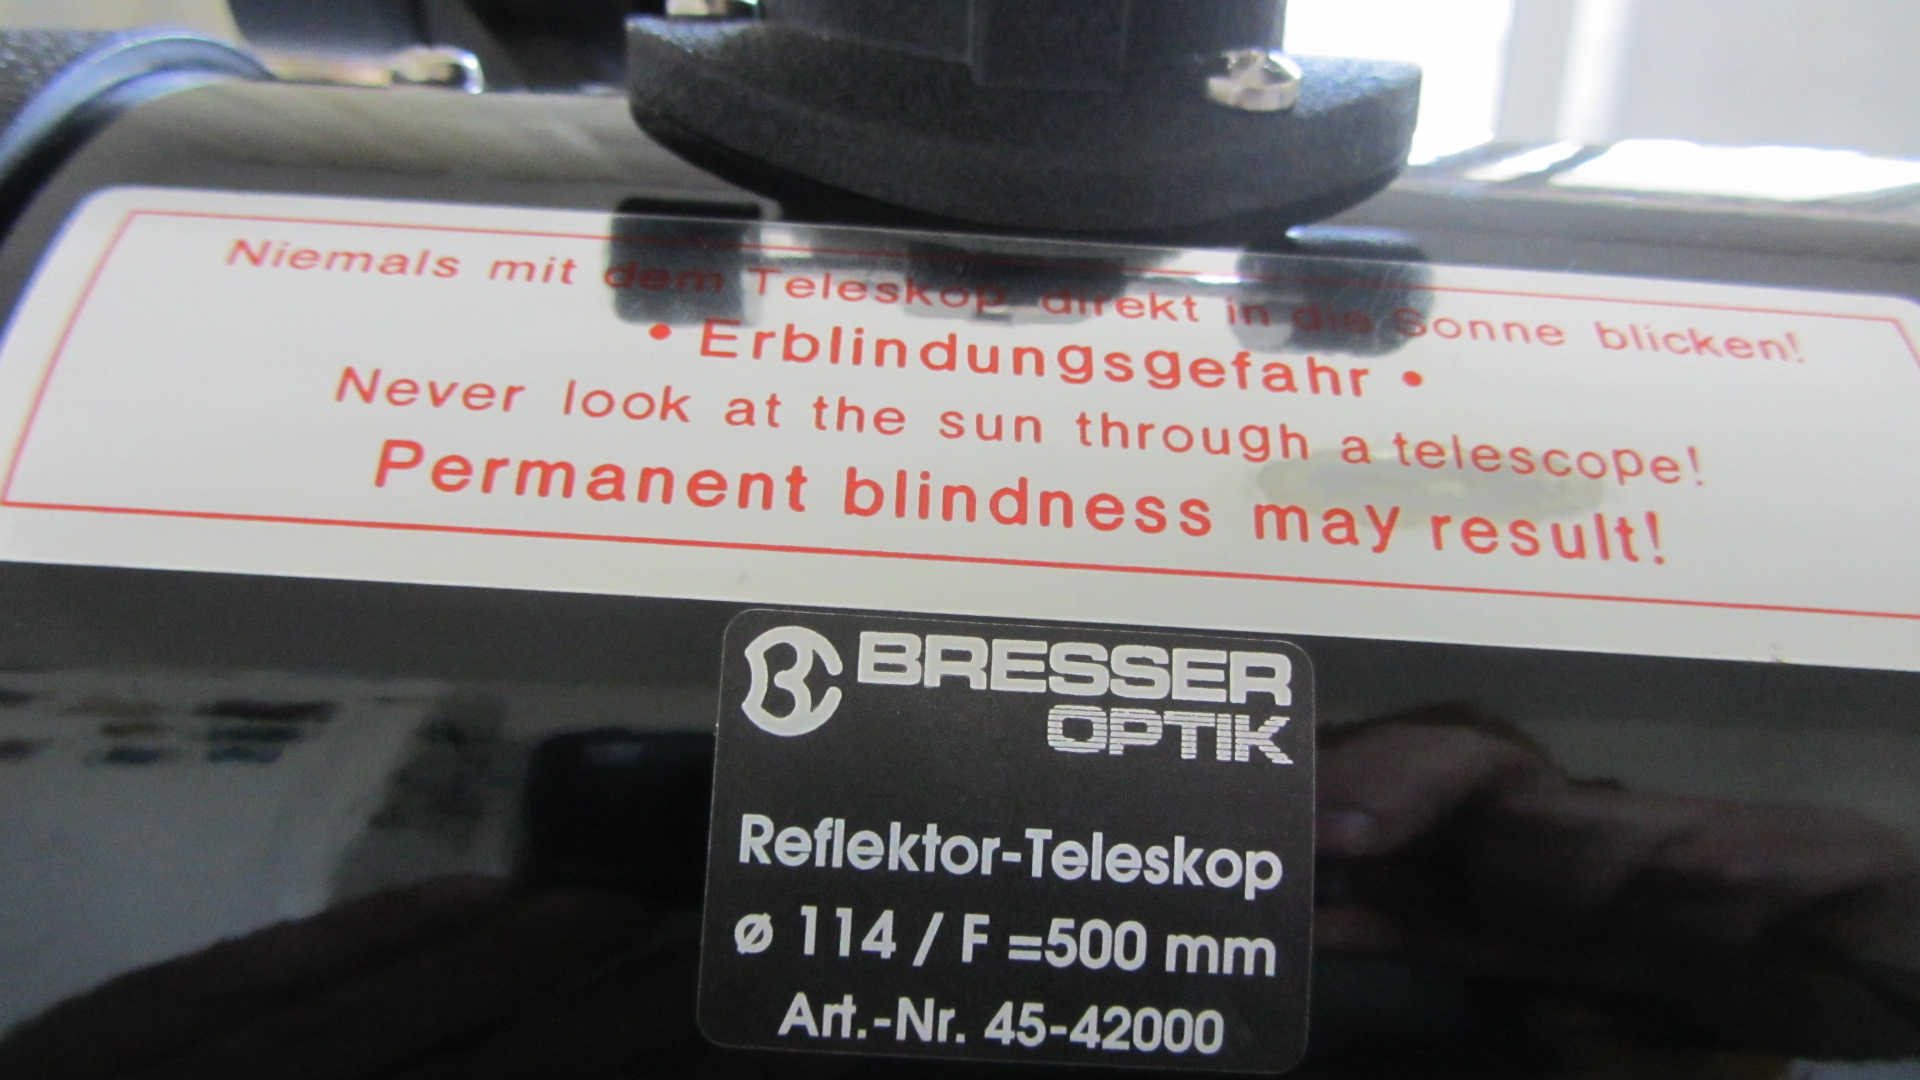 Niemals mit dem Teleskop direkt in die Sonne blicken!
• Erblindungsgefahr •
Never look at the sun through a telescope!
Permanent blindness may result!
BRESSER
OPTIK
Reflektor-Teleskop
ø 114 / F =500 mm
Art.-Nr. 45-42000